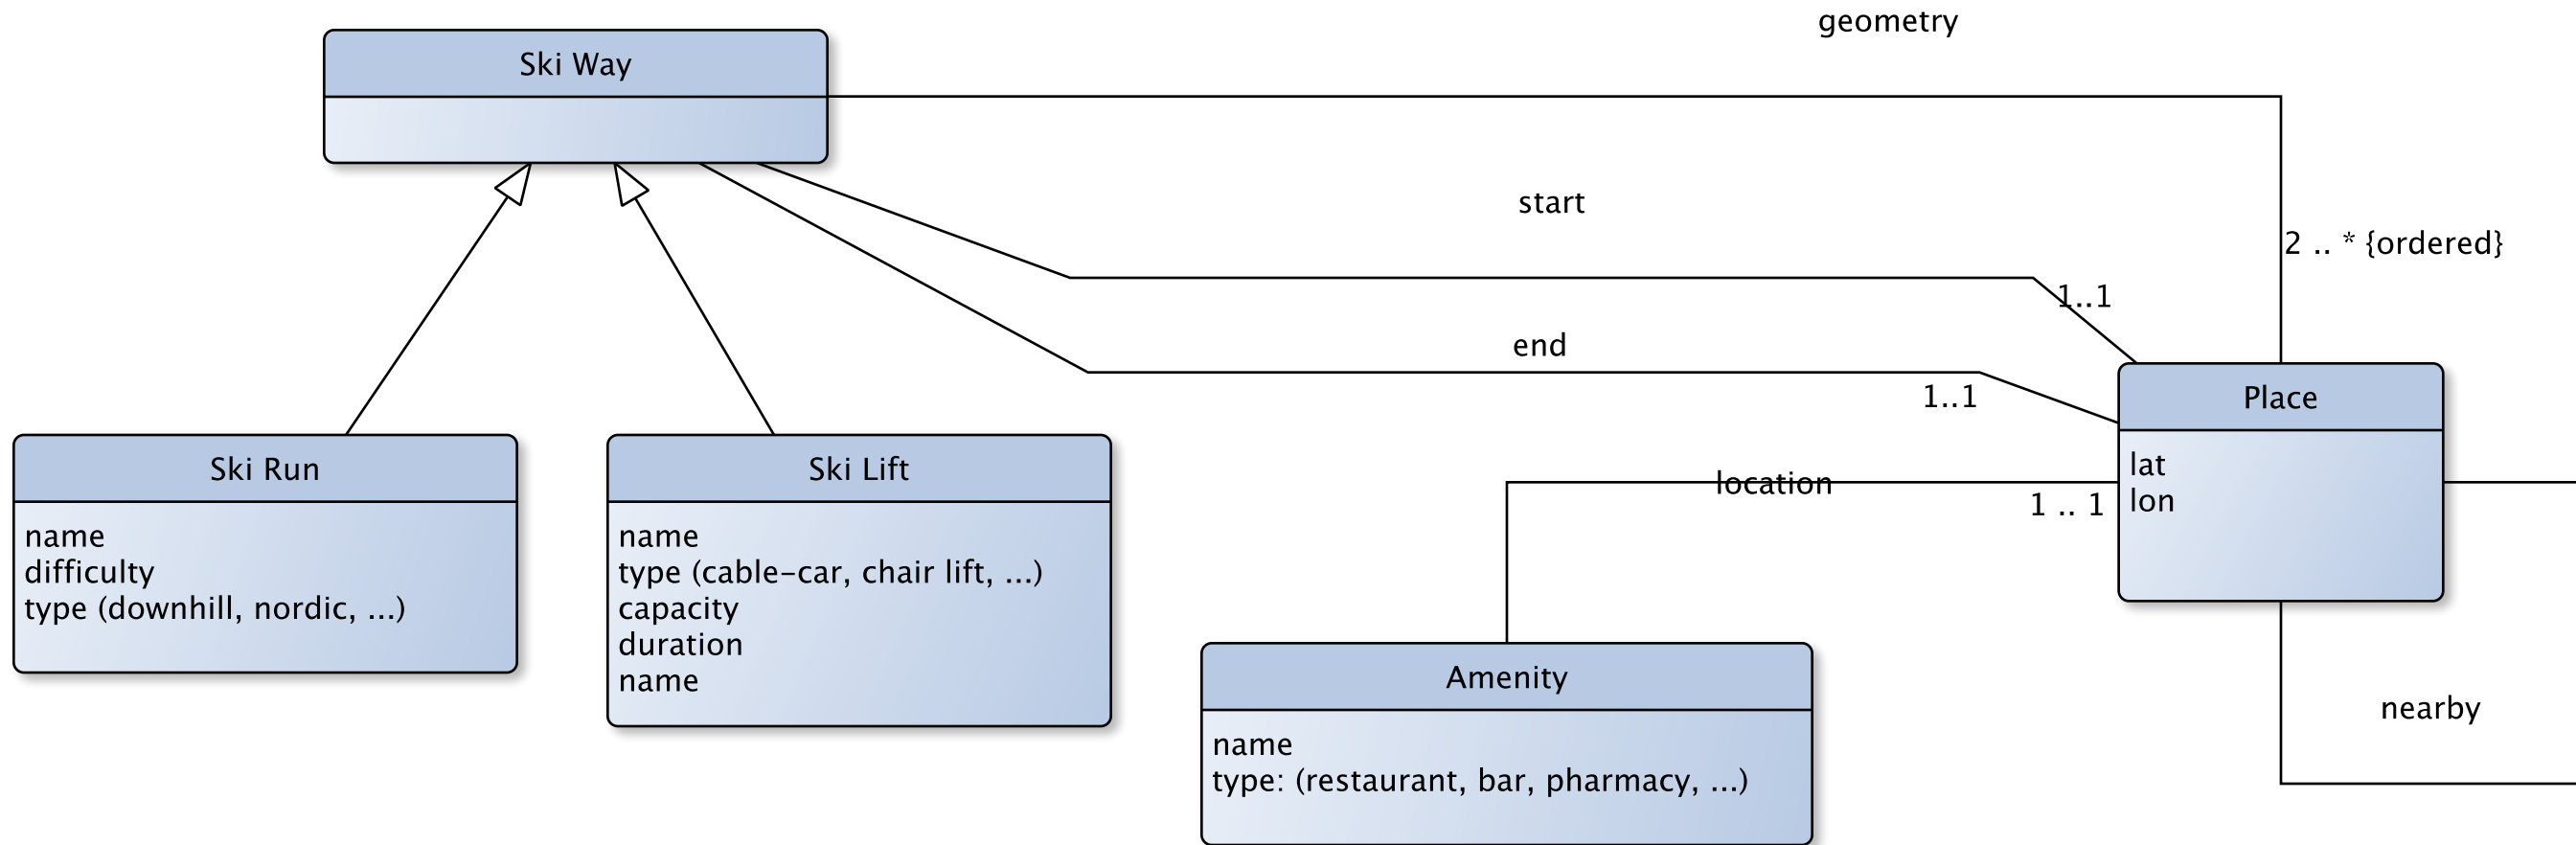 geometry
Ski Way
start
2 .. * {ordered}
1..1
end
1..1
Place
lat
lon
location
1 .. 1
Ski Run
name
difficulty
type (downhill, nordic, ...)
Ski Lift
name
type (cable-car, chair lift, ...)
capacity
duration
name
Amenity
name
type: (restaurant, bar, pharmacy, ...)
nearby